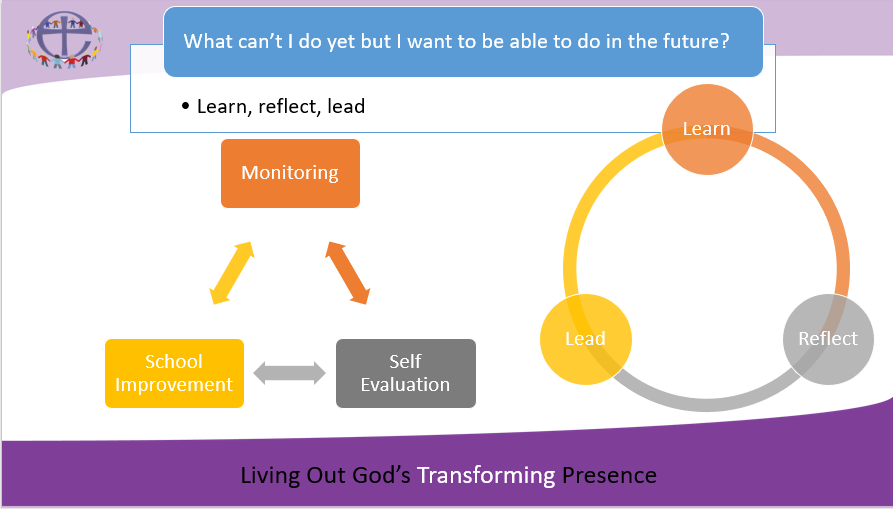 What can’t I do yet but I want to be able to do in the future?
• Learn, reflect, lead
Monitoring
School
Improvement
Self
Evaluation
Learn
Lead
Reflect
Living Out God’s Transforming Presence